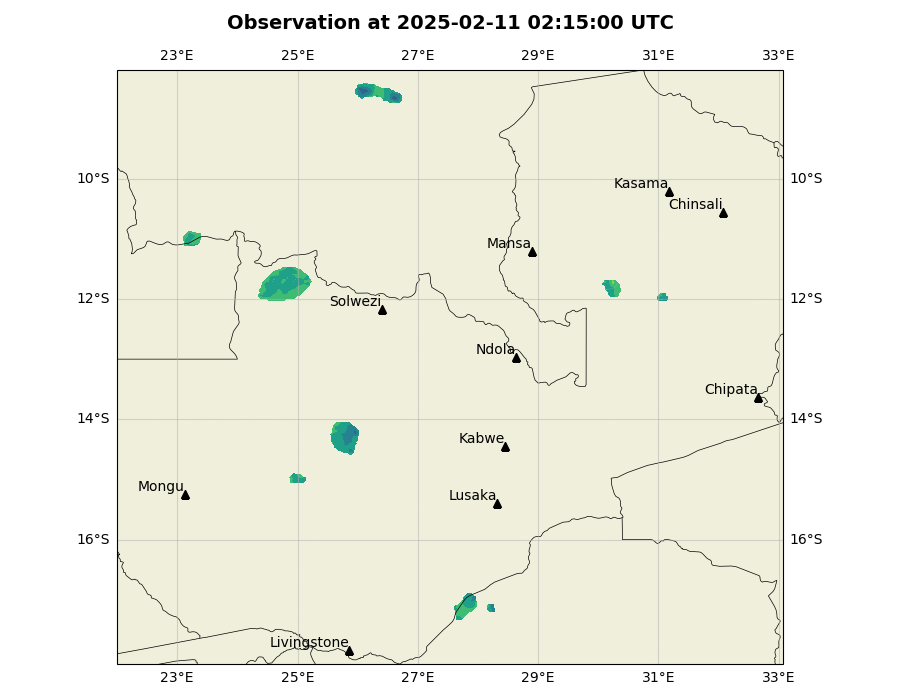 Observation at 2025-02-11 02:15:00 UTC
23°E 25°E 27°E 29°E 31°E 33°E
10°S 10°S
Kasama
Chinsali
Mansa
12°S 12°S
Solwezi
Ndola
Chipata
14°S 14°S
Kabwe
Mongu
Lusaka
16°S 16°S
Livingstone
23°E 25°E 27°E 29°E 31°E 33°E